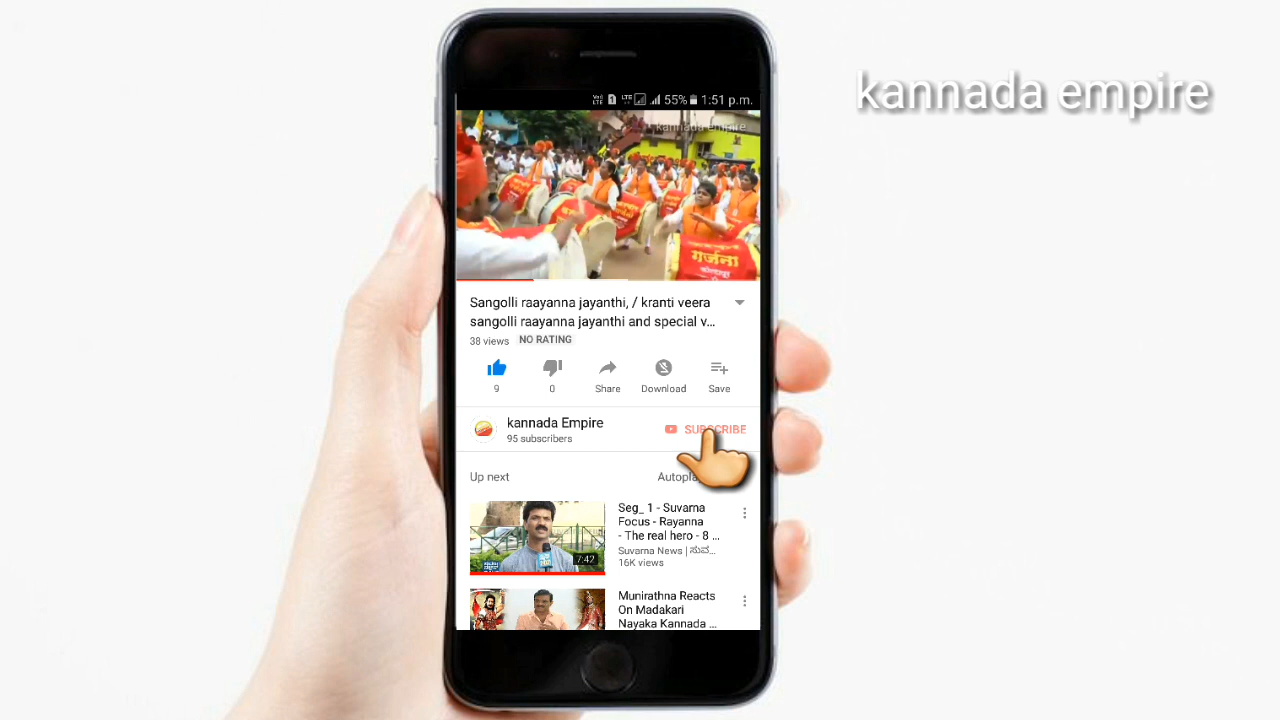 kannada empire
LTE
LTE
55%
1:51 p.m.
kannada empire
गर्जना
Sangolli raayanna jayanthi, / kranti veera
sangolli raayanna jayanthi and special v...
38 views NO RATING
9
0
Share
Download
Save
kannada Empire
95 subscribers
SUBSCRIBE
Up next
Seg_ 1 - Suvarna
Focus - Rayanna
- The real hero - 8 ...
Suvarna News | ಸುವ...
16K views
7:42
Munirathna Reacts
On Madakari
Nayaka Kannada ...